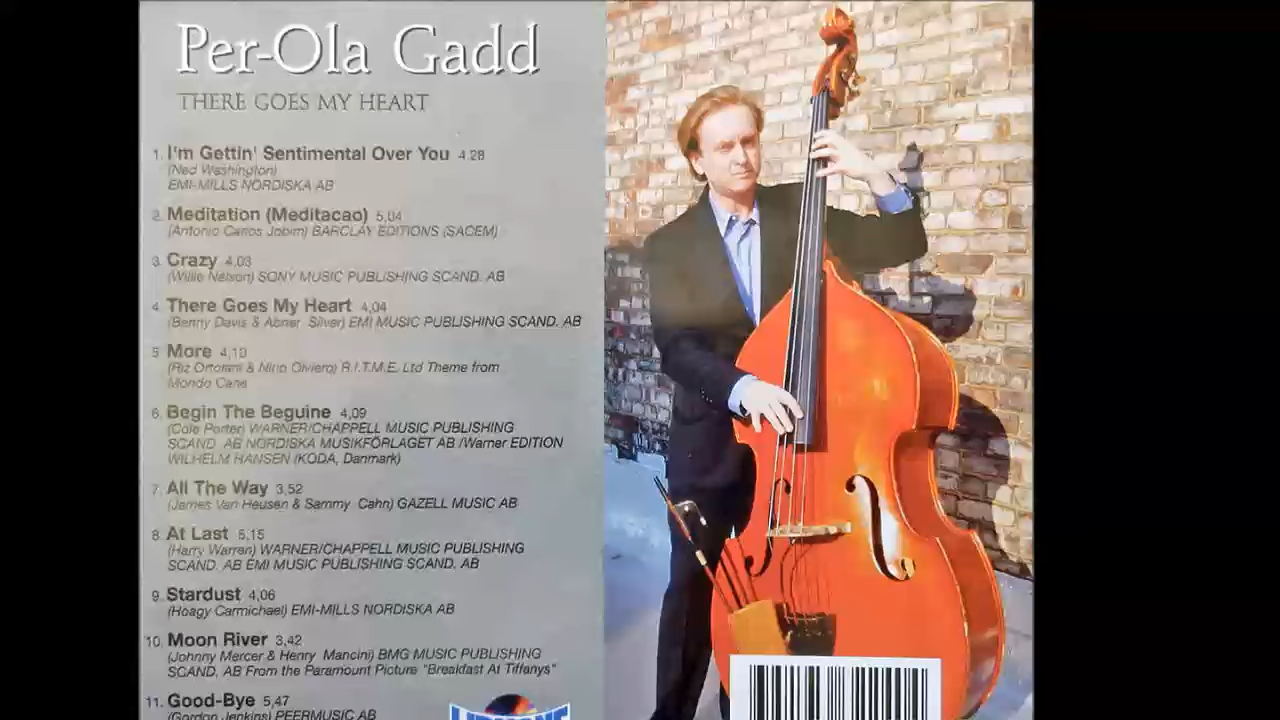 Per-Ola Gadd
THERE GOES MY HEART
1. I'm Gettin' Sentimental Over You 4.28
(Ned Washington)
EMI-MILLS NORDISKA AB
2. Meditation (Meditacao) 5,04
(Antonio Carlos Jobim) BARCLAY EDITIONS (SACEM)
3. Crazy 4,03
(Willie Nelson) SONY MUSIC PUBLISHING SCAND. AB
4. There Goes My Heart 4,04
(Benny Davis & Abner Silver) EMI MUSIC PUBLISHING SCAND. AB
5. More 4,10
(Riz Ortolani & Nino Oliviero) R.I.T.M.E. Ltd Theme from
Mondo Cane
6. Begin The Beguine 4,09
(Cole Porter) WARNER/CHAPPELL MUSIC PUBLISHING
SCAND. AB NORDISKA MUSIKFÖRLAGET AB /Warner EDITION
WILHELM HANSEN (KODA, Danmark)
7. All The Way 3,52
(James Van Heusen & Sammy Cahn) GAZELL MUSIC AB
8. At Last 5,15
(Harry Warren) WARNER/CHAPPELL MUSIC PUBLISHING
SCAND. AB EMI MUSIC PUBLISHING SCAND. AB
9. Stardust 4,06
(Hoagy Carmichael) EMI-MILLS NORDISKA AB
10. Moon River 3,42
(Johnny Mercer & Henry Mancini) BMG MUSIC PUBLISHING
SCAND. AB From the Paramount Picture "Breakfast At Tiffanys"
11. Good-Bye 5,47
(Gordon Jenkins) PEERMUSIC AB